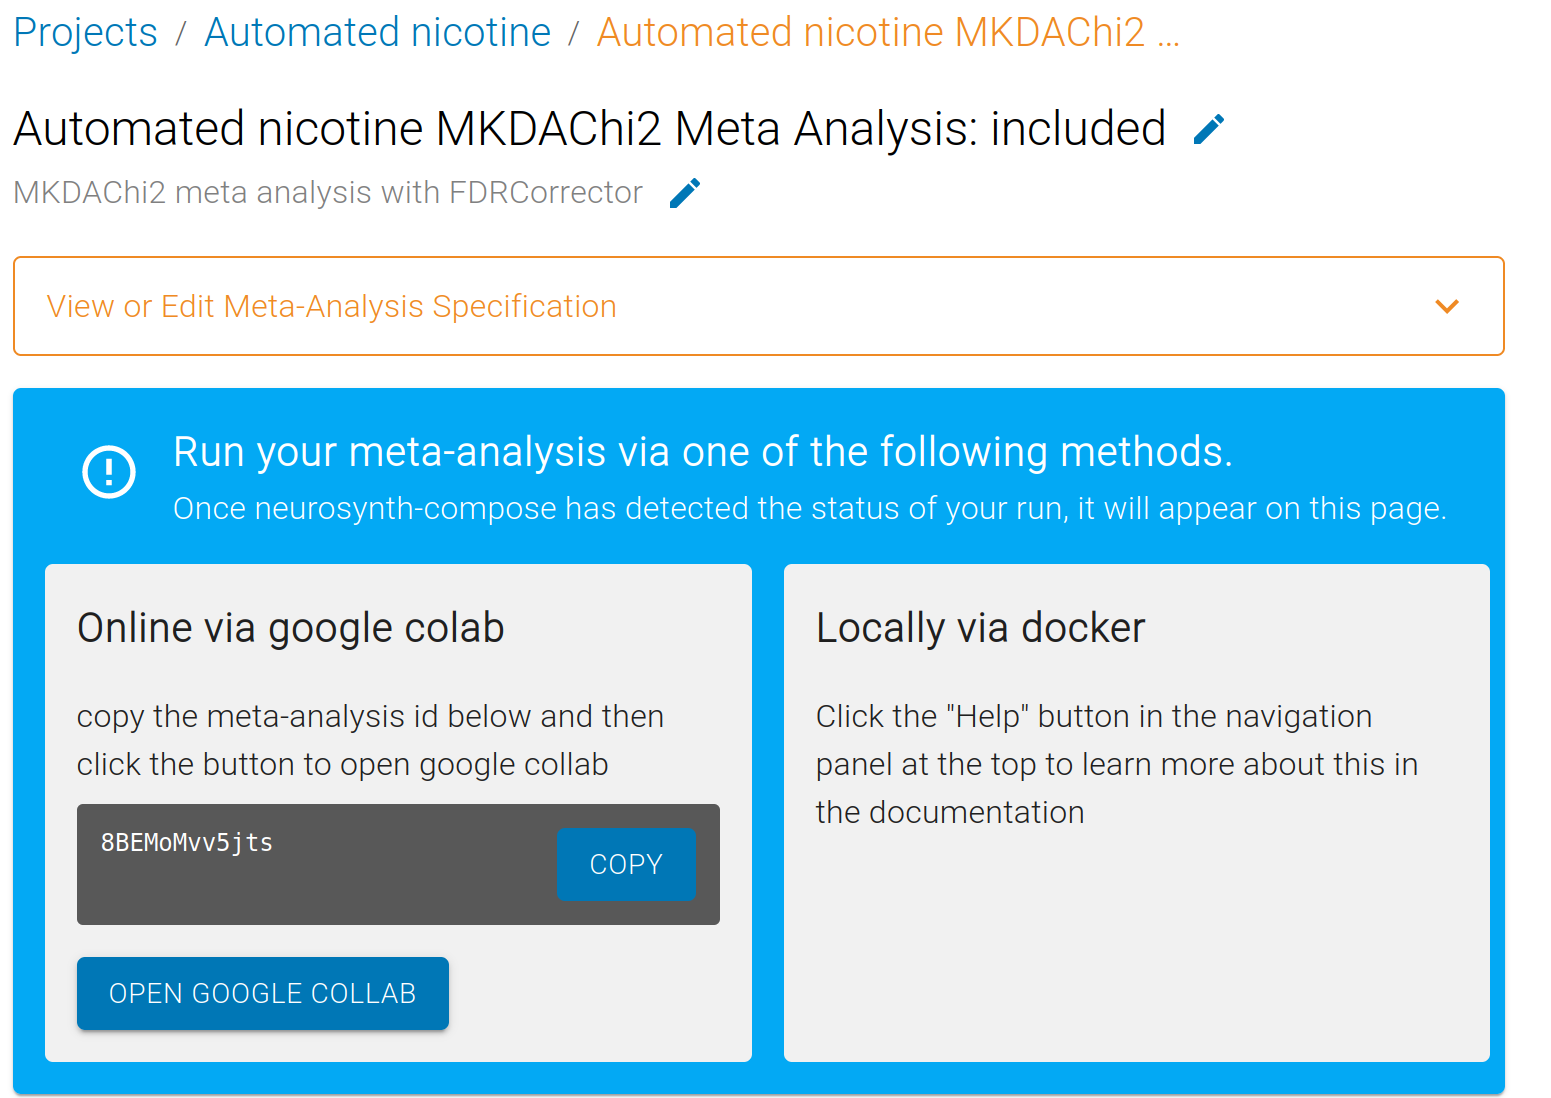 Projects / Automated nicotine / Automated nicotine MKDAChi2 ...
Automated nicotine MKDAChi2 Meta Analysis: included
MKDAChi2 meta analysis with FDRCorrector
View or Edit Meta-Analysis Specification
Run your meta-analysis via one of the following methods.
Once neurosynth-compose has detected the status of your run, it will appear on this page.
Online via google colab
copy the meta-analysis id below and then
click the button to open google collab
8BEMoMvv5jts
COPY
OPEN GOOGLE COLLAB
Locally via docker
Click the "Help" button in the navigation
panel at the top to learn more about this in
the documentation